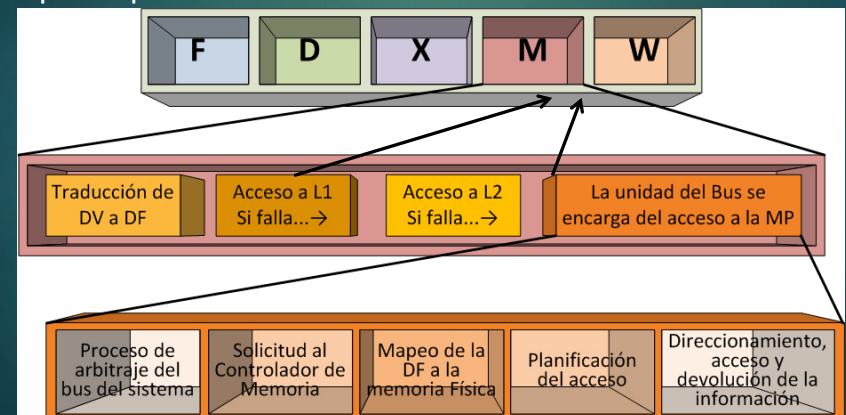 F
D
X
M
W
Traducción de
DV a DF
Acceso a L1
Si falla...→
Acceso a L2
Si falla...→
La unidad del Bus se
encarga del acceso a la MP
Proceso de
arbitraje del
bus del sistema
Solicitud al
Controlador de
Memoria
Mapeo de la
DF a la
memoria Física
Planificación
del acceso
Direccionamiento,
acceso y
devolución de la
información